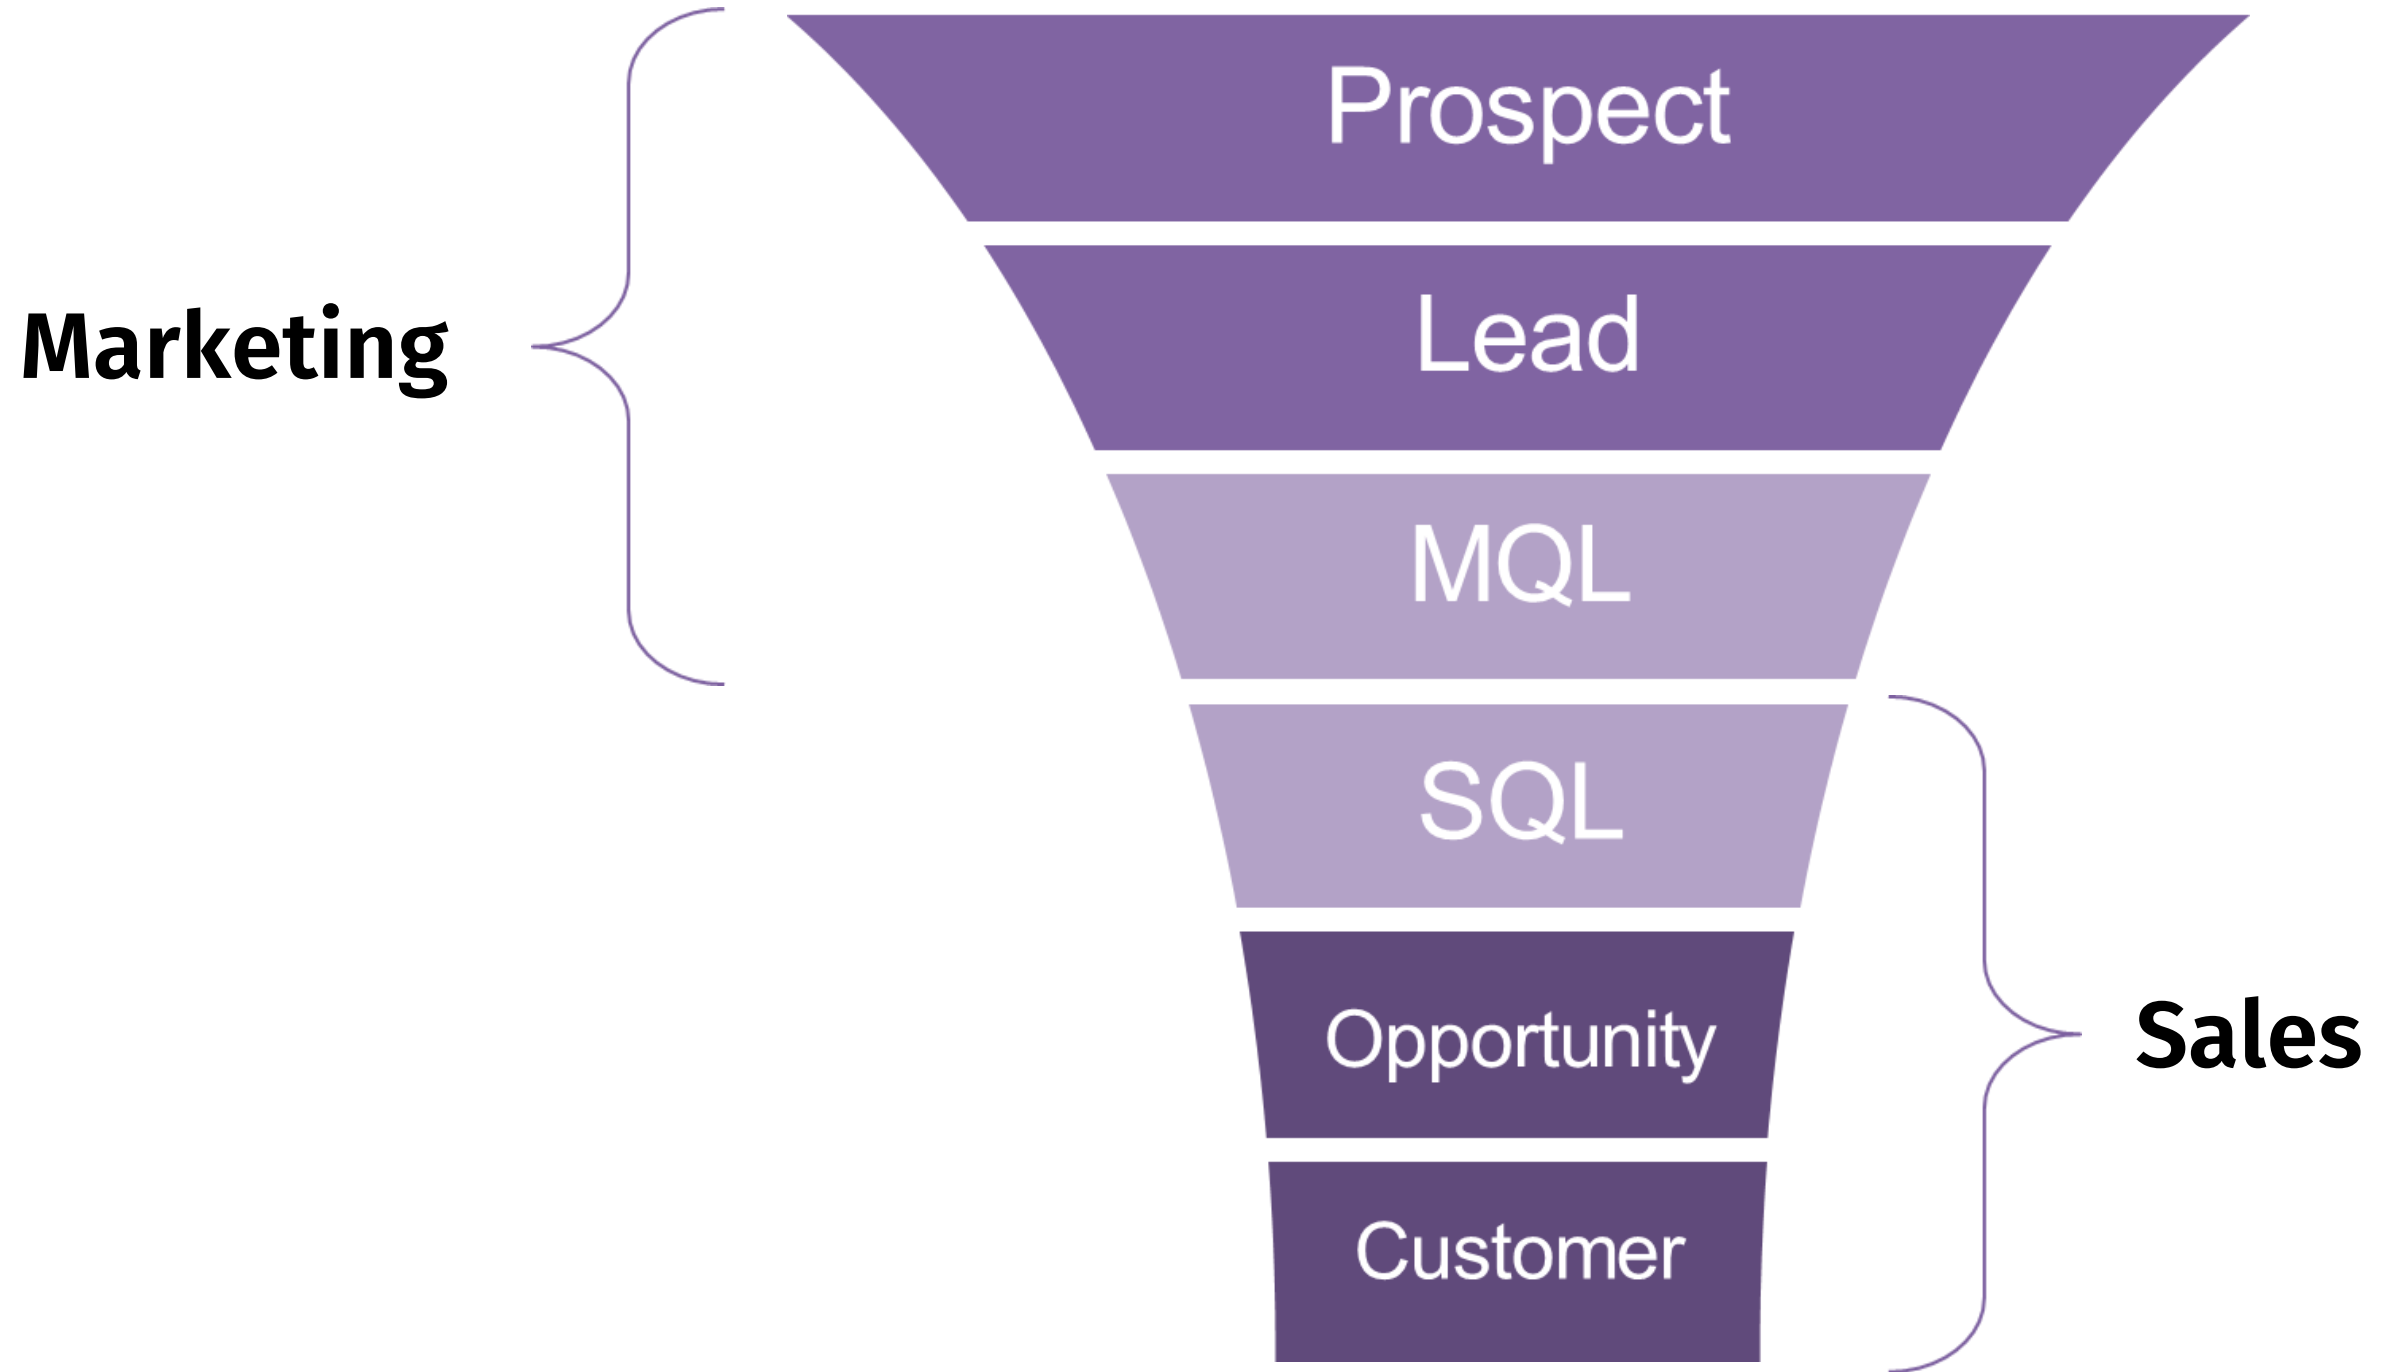 Prospect
Lead
Marketing
MQL
SQL
Opportunity
Sales
Customer